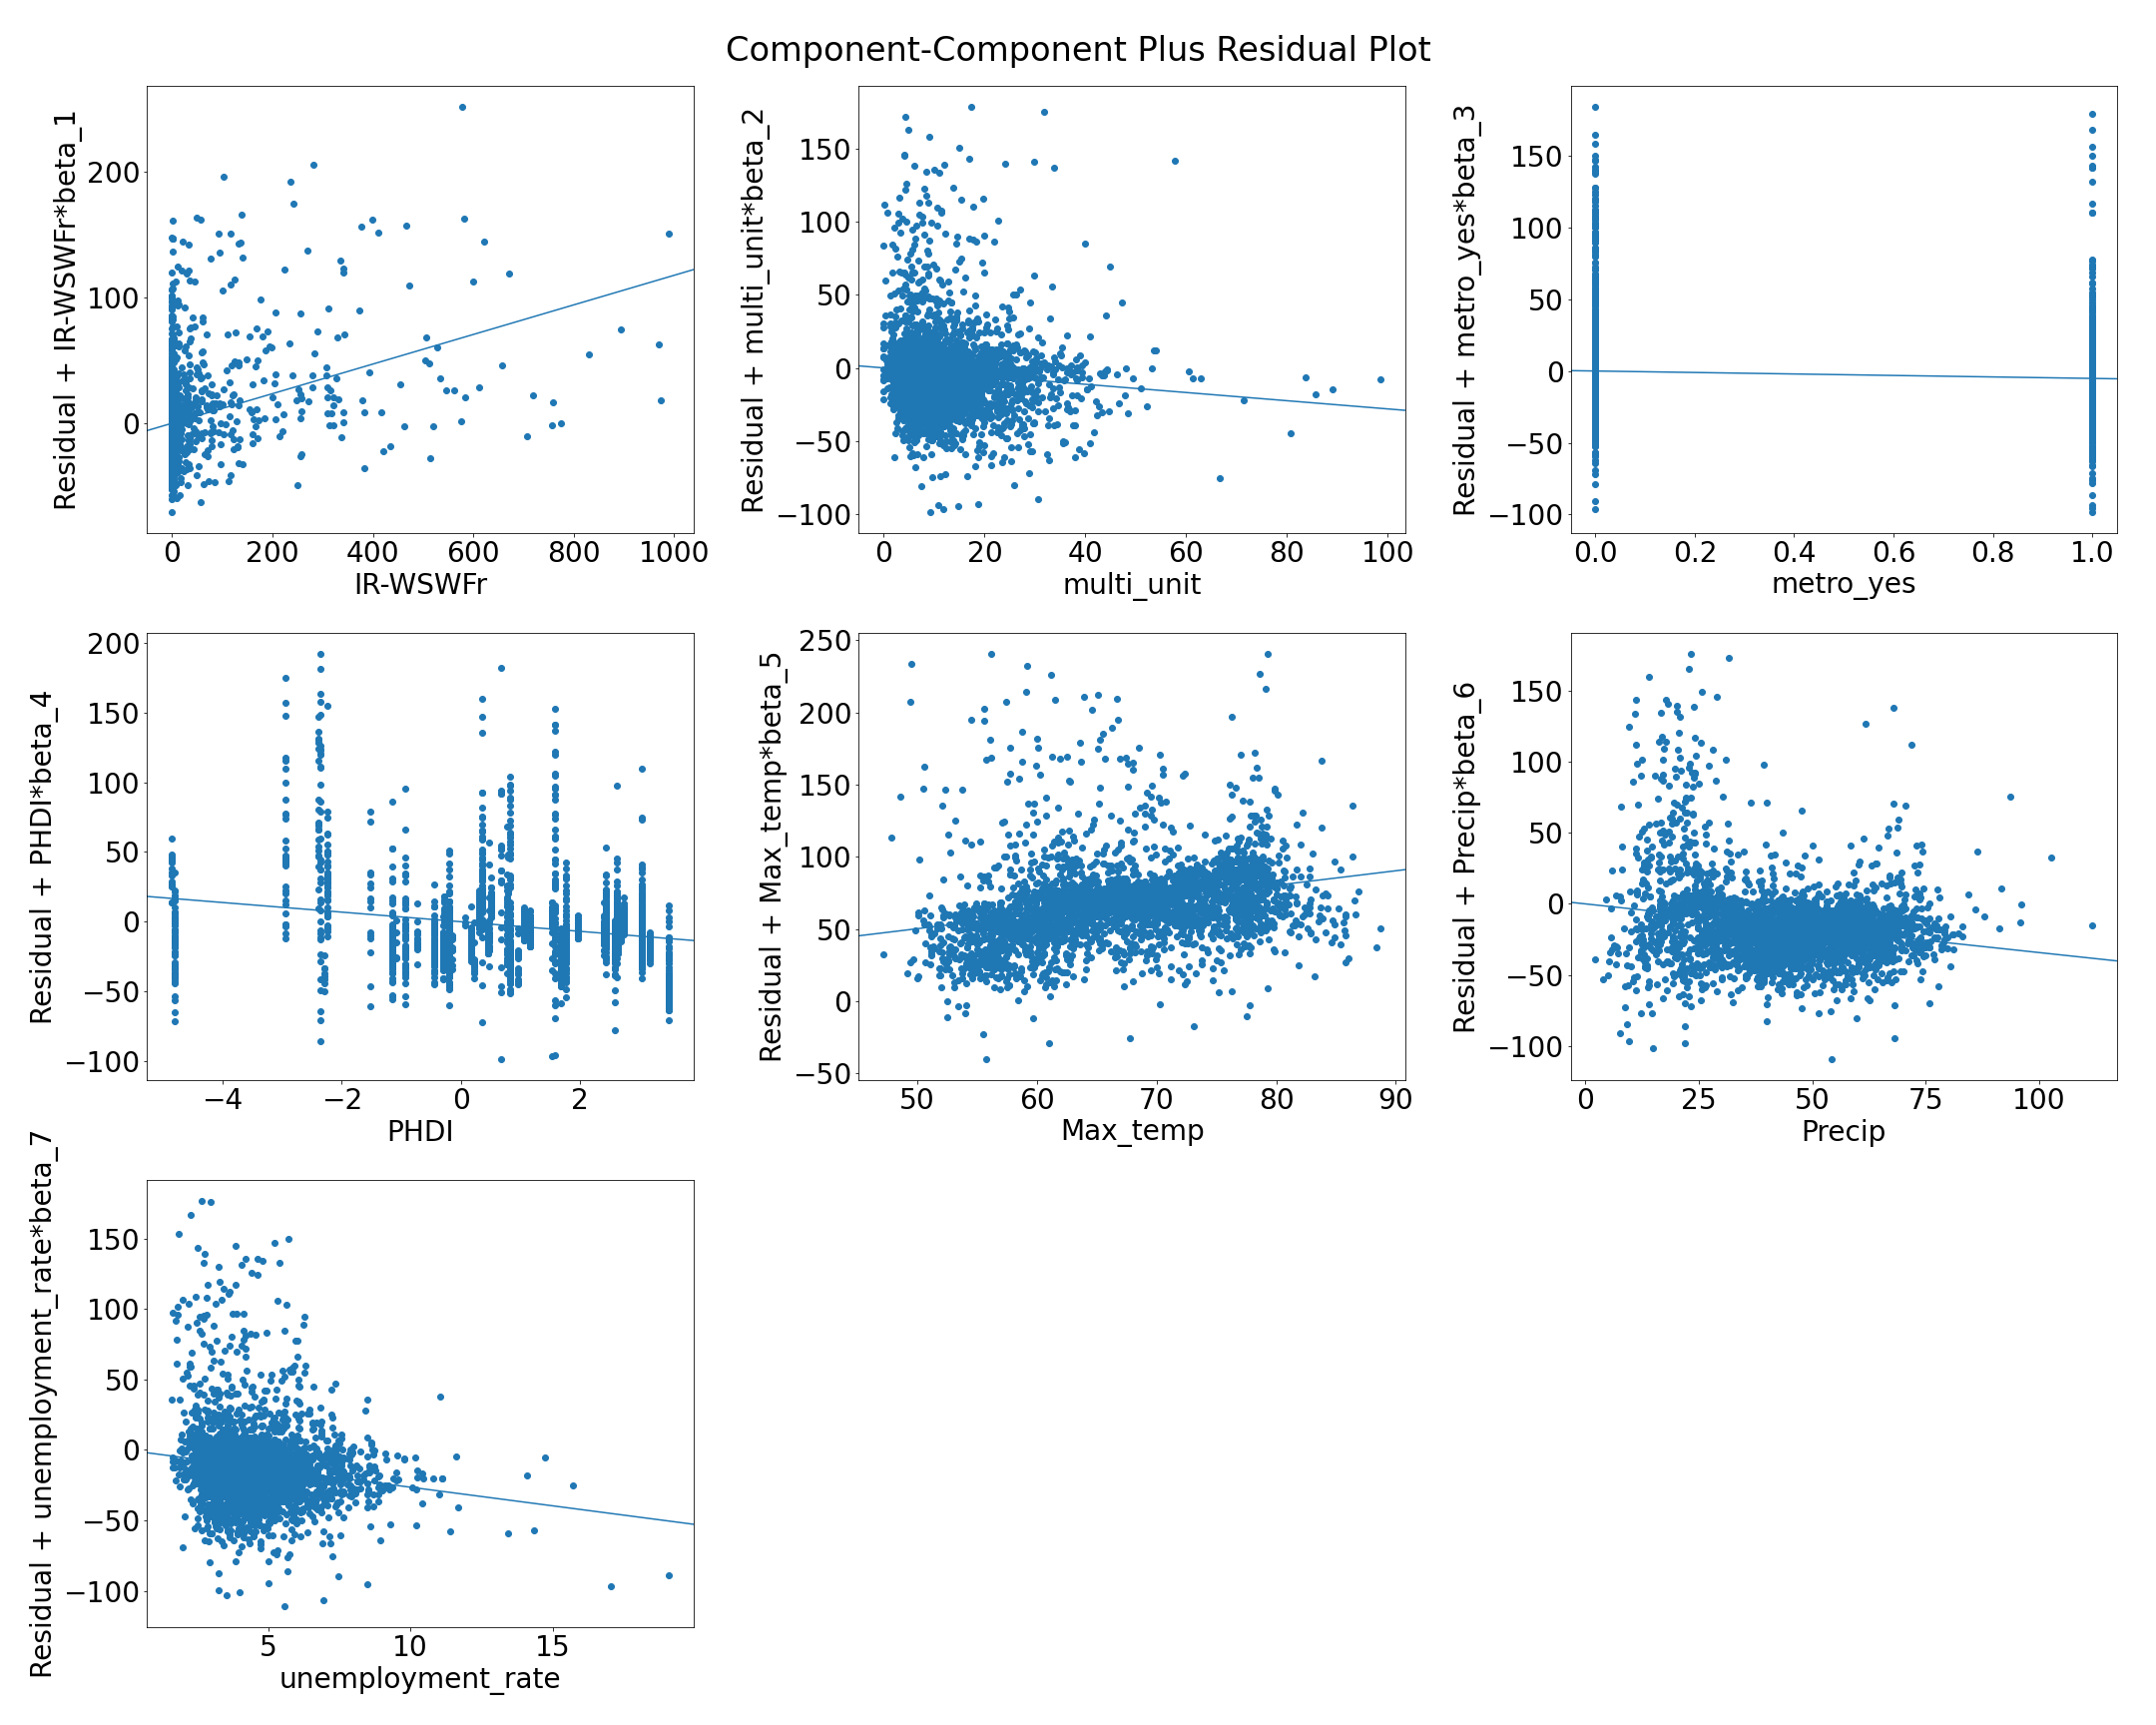 Component-Component Plus Residual Plot
Residual + IR-WSWFr*beta_1
200
100
0
0 200 400 600 800 1000
IR-WSWFr
Residual + multi_unit*beta_2
150
100
50
0
−50
−100
0 20 40 60 80 100
multi_unit
Residual + metro_yes*beta_3
150
100
50
0
−50
−100
0.0 0.2 0.4 0.6 0.8 1.0
metro_yes
Residual + PHDI*beta_4
200
150
100
50
0
−50
−100
−4 −2 0 2
PHDI
Residual + Max_temp*beta_5
250
200
150
100
50
0
−50
50 60 70 80 90
Max_temp
Residual + Precip*beta_6
150
100
50
0
−50
−100
0 25 50 75 100
Precip
Residual + unemployment_rate*beta_7
150
100
50
0
−50
−100
5 10 15
unemployment_rate